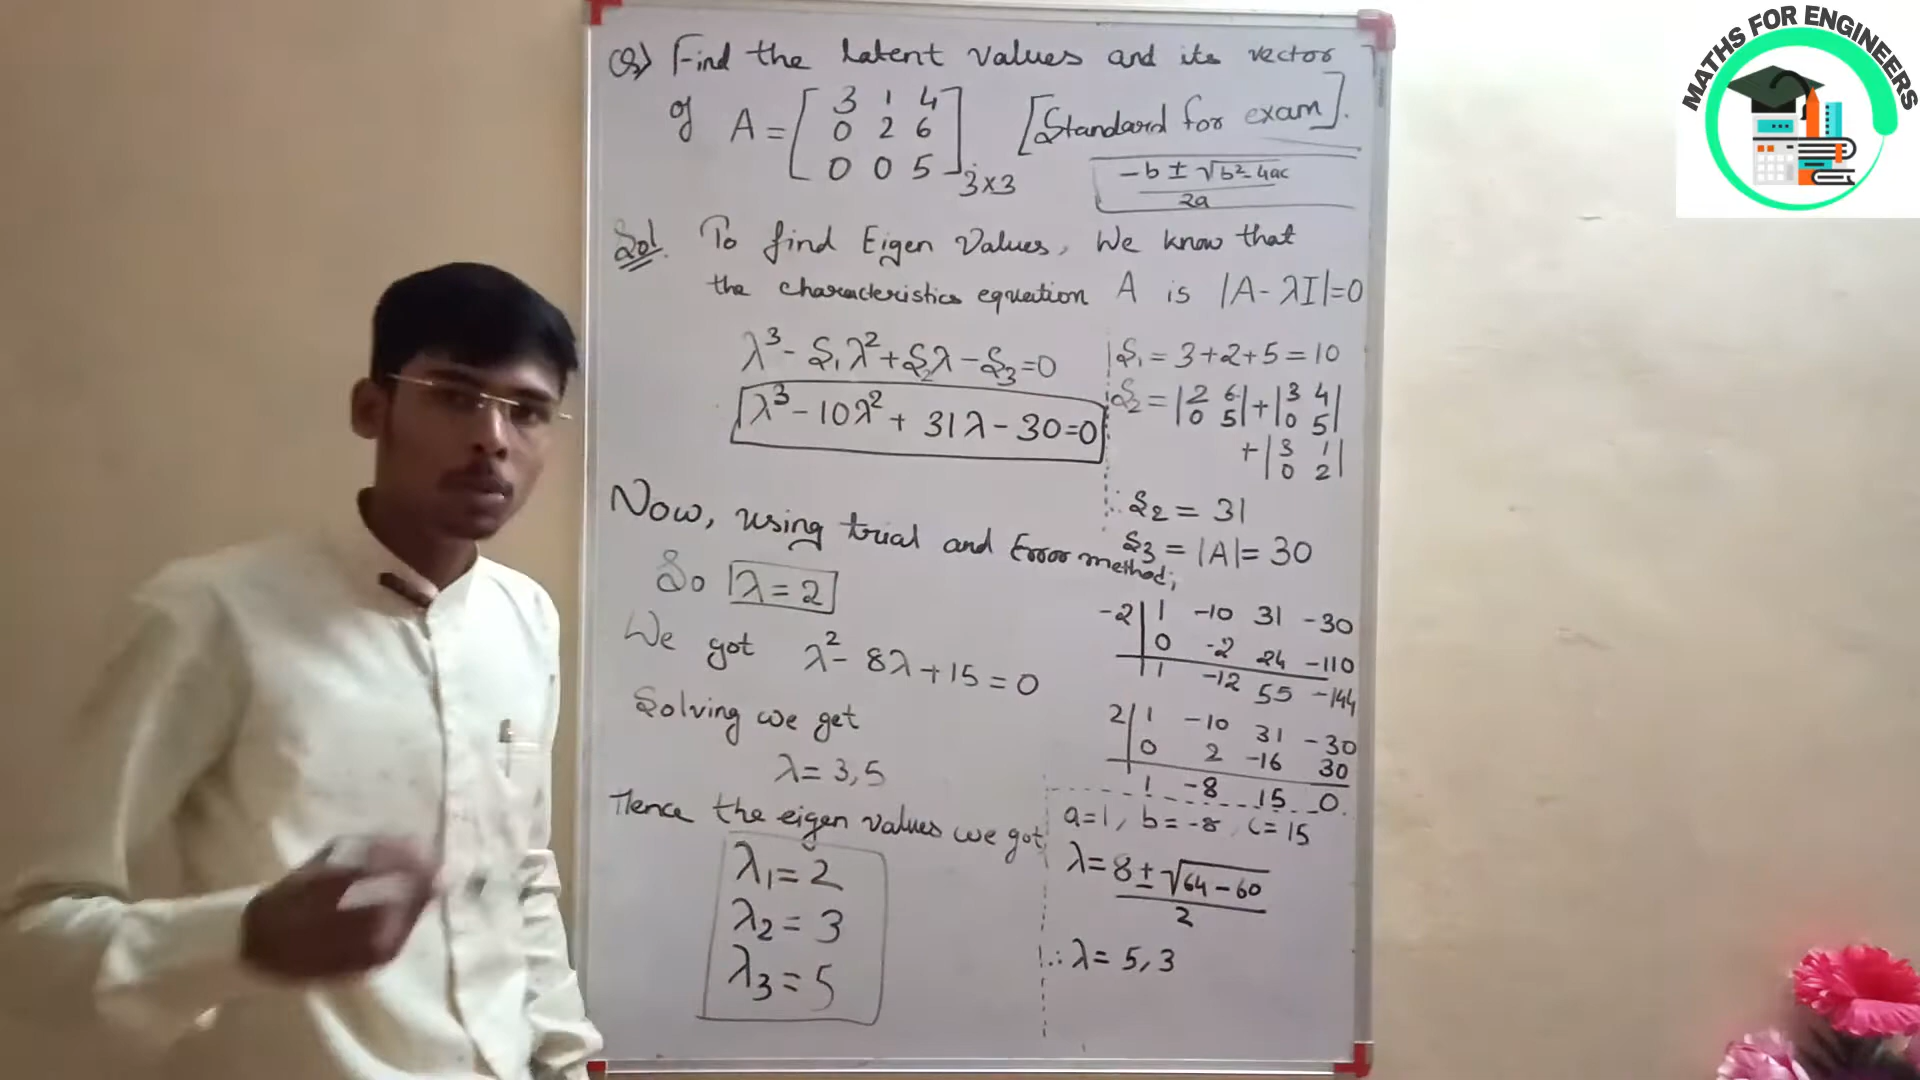 Q) Find the Latent Values and its vector
of A = [ 3 1 4
0 2 6
0 0 5 ] 3×3
[Standard for exam].
-b ± √b²-4ac
2a
Sol. To find Eigen Values, We know that
the characteristics equation A is |A - λI|=0
λ³ - S₁λ² + S₂λ - S₃=0
λ³ - 10λ² + 31λ - 30=0
S₁ = 3+2+5 = 10
S₂ = |2 6| + |3 4|
|0 5| |0 5|
+ |3 1|
|0 2|
∴ S₂ = 31
S₃ = |A| = 30
Now, using trial and Error method;
So λ = 2
We got λ² - 8λ + 15 = 0
Solving we get
λ = 3, 5
Hence the eigen values we got
λ₁ = 2
λ₂ = 3
λ₃ = 5
-2 | 1 -10 31 -30
0 -2 24 -110
1 -12 55 -144
2 | 1 -10 31 -30
0 2 -16 30
1 -8 15 0.
a=1, b=-8, c=15
λ = 8 ± √64-60
2
∴ λ = 5, 3
MATHS FOR ENGINEERS